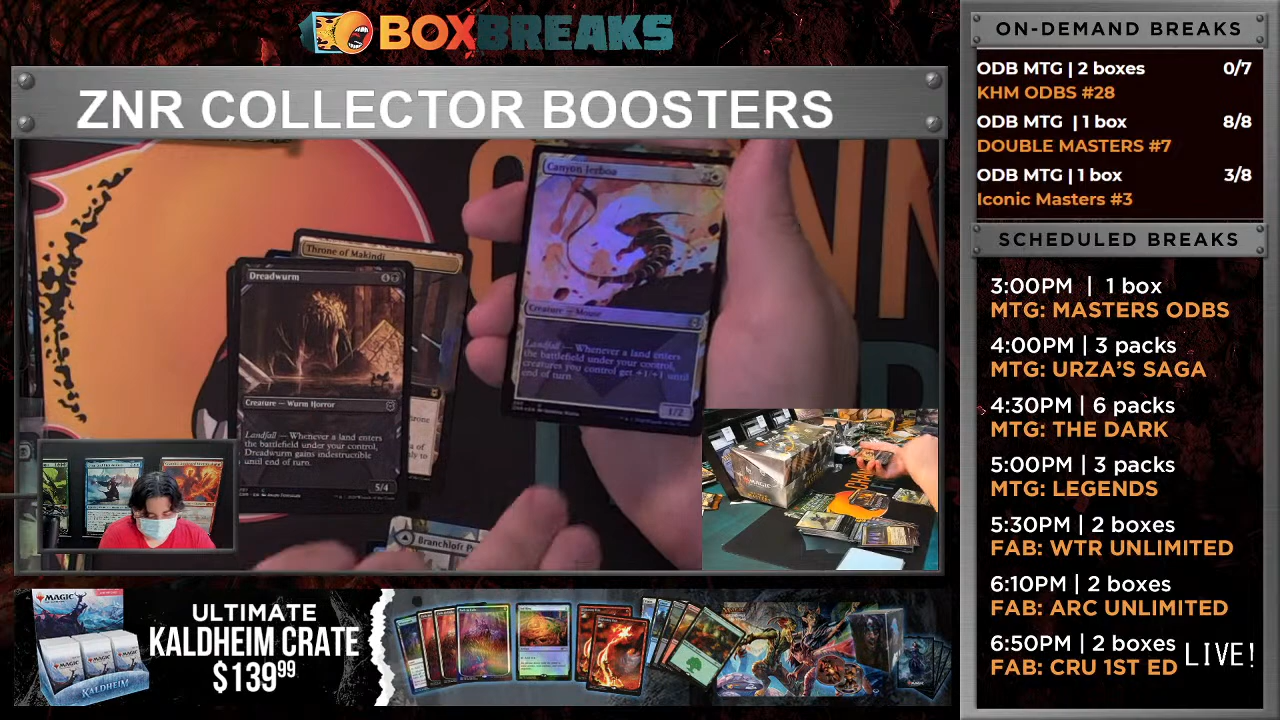 BOXBREAKS
ZNR COLLECTOR BOOSTERS
Canyon Jerboa
Creature — Mouse
Landfall — Whenever a land enters
the battlefield under your control,
creatures you control get +1/+1 until
end of turn.
1/2
Throne of Makindi
Dreadwurm
Creature — Wurm Horror
Landfall — Whenever a land enters
the battlefield under your control,
Dreadwurm gains indestructible
until end of turn.
5/4
Branchloft
ULTIMATE
KALDHEIM CRATE
$139.99
MAGIC
KALDHEIM
ON-DEMAND BREAKS
ODB MTG | 2 boxes 0/7
KHM ODBS #28
ODB MTG | 1 box 8/8
DOUBLE MASTERS #7
ODB MTG | 1 box 3/8
Iconic Masters #3
SCHEDULED BREAKS
3:00PM | 1 box
MTG: MASTERS ODBS
4:00PM | 3 packs
MTG: URZA'S SAGA
4:30PM | 6 packs
MTG: THE DARK
5:00PM | 3 packs
MTG: LEGENDS
5:30PM | 2 boxes
FAB: WTR UNLIMITED
6:10PM | 2 boxes
FAB: ARC UNLIMITED
6:50PM | 2 boxes
FAB: CRU 1ST ED
LIVE!